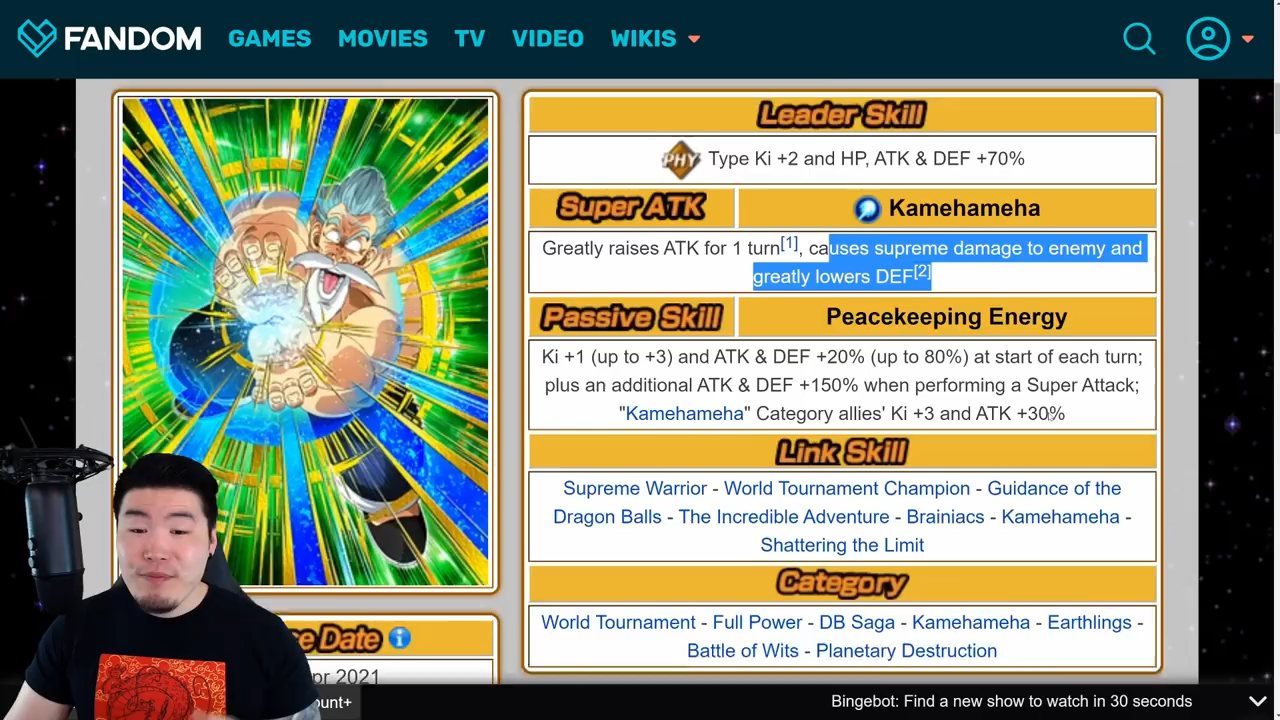 FANDOM GAMES MOVIES TV VIDEO WIKIS
Leader Skill
PHY Type Ki +2 and HP, ATK & DEF +70%
Super ATK Kamehameha
Greatly raises ATK for 1 turn[1], causes supreme damage to enemy and
greatly lowers DEF[2]
Passive Skill Peacekeeping Energy
Ki +1 (up to +3) and ATK & DEF +20% (up to 80%) at start of each turn;
plus an additional ATK & DEF +150% when performing a Super Attack;
"Kamehameha" Category allies' Ki +3 and ATK +30%
Link Skill
Supreme Warrior - World Tournament Champion - Guidance of the
Dragon Balls - The Incredible Adventure - Brainiacs - Kamehameha -
Shattering the Limit
Category
World Tournament - Full Power - DB Saga - Kamehameha - Earthlings -
Battle of Wits - Planetary Destruction
se Date
pr 2021
ount+
Bingebot: Find a new show to watch in 30 seconds